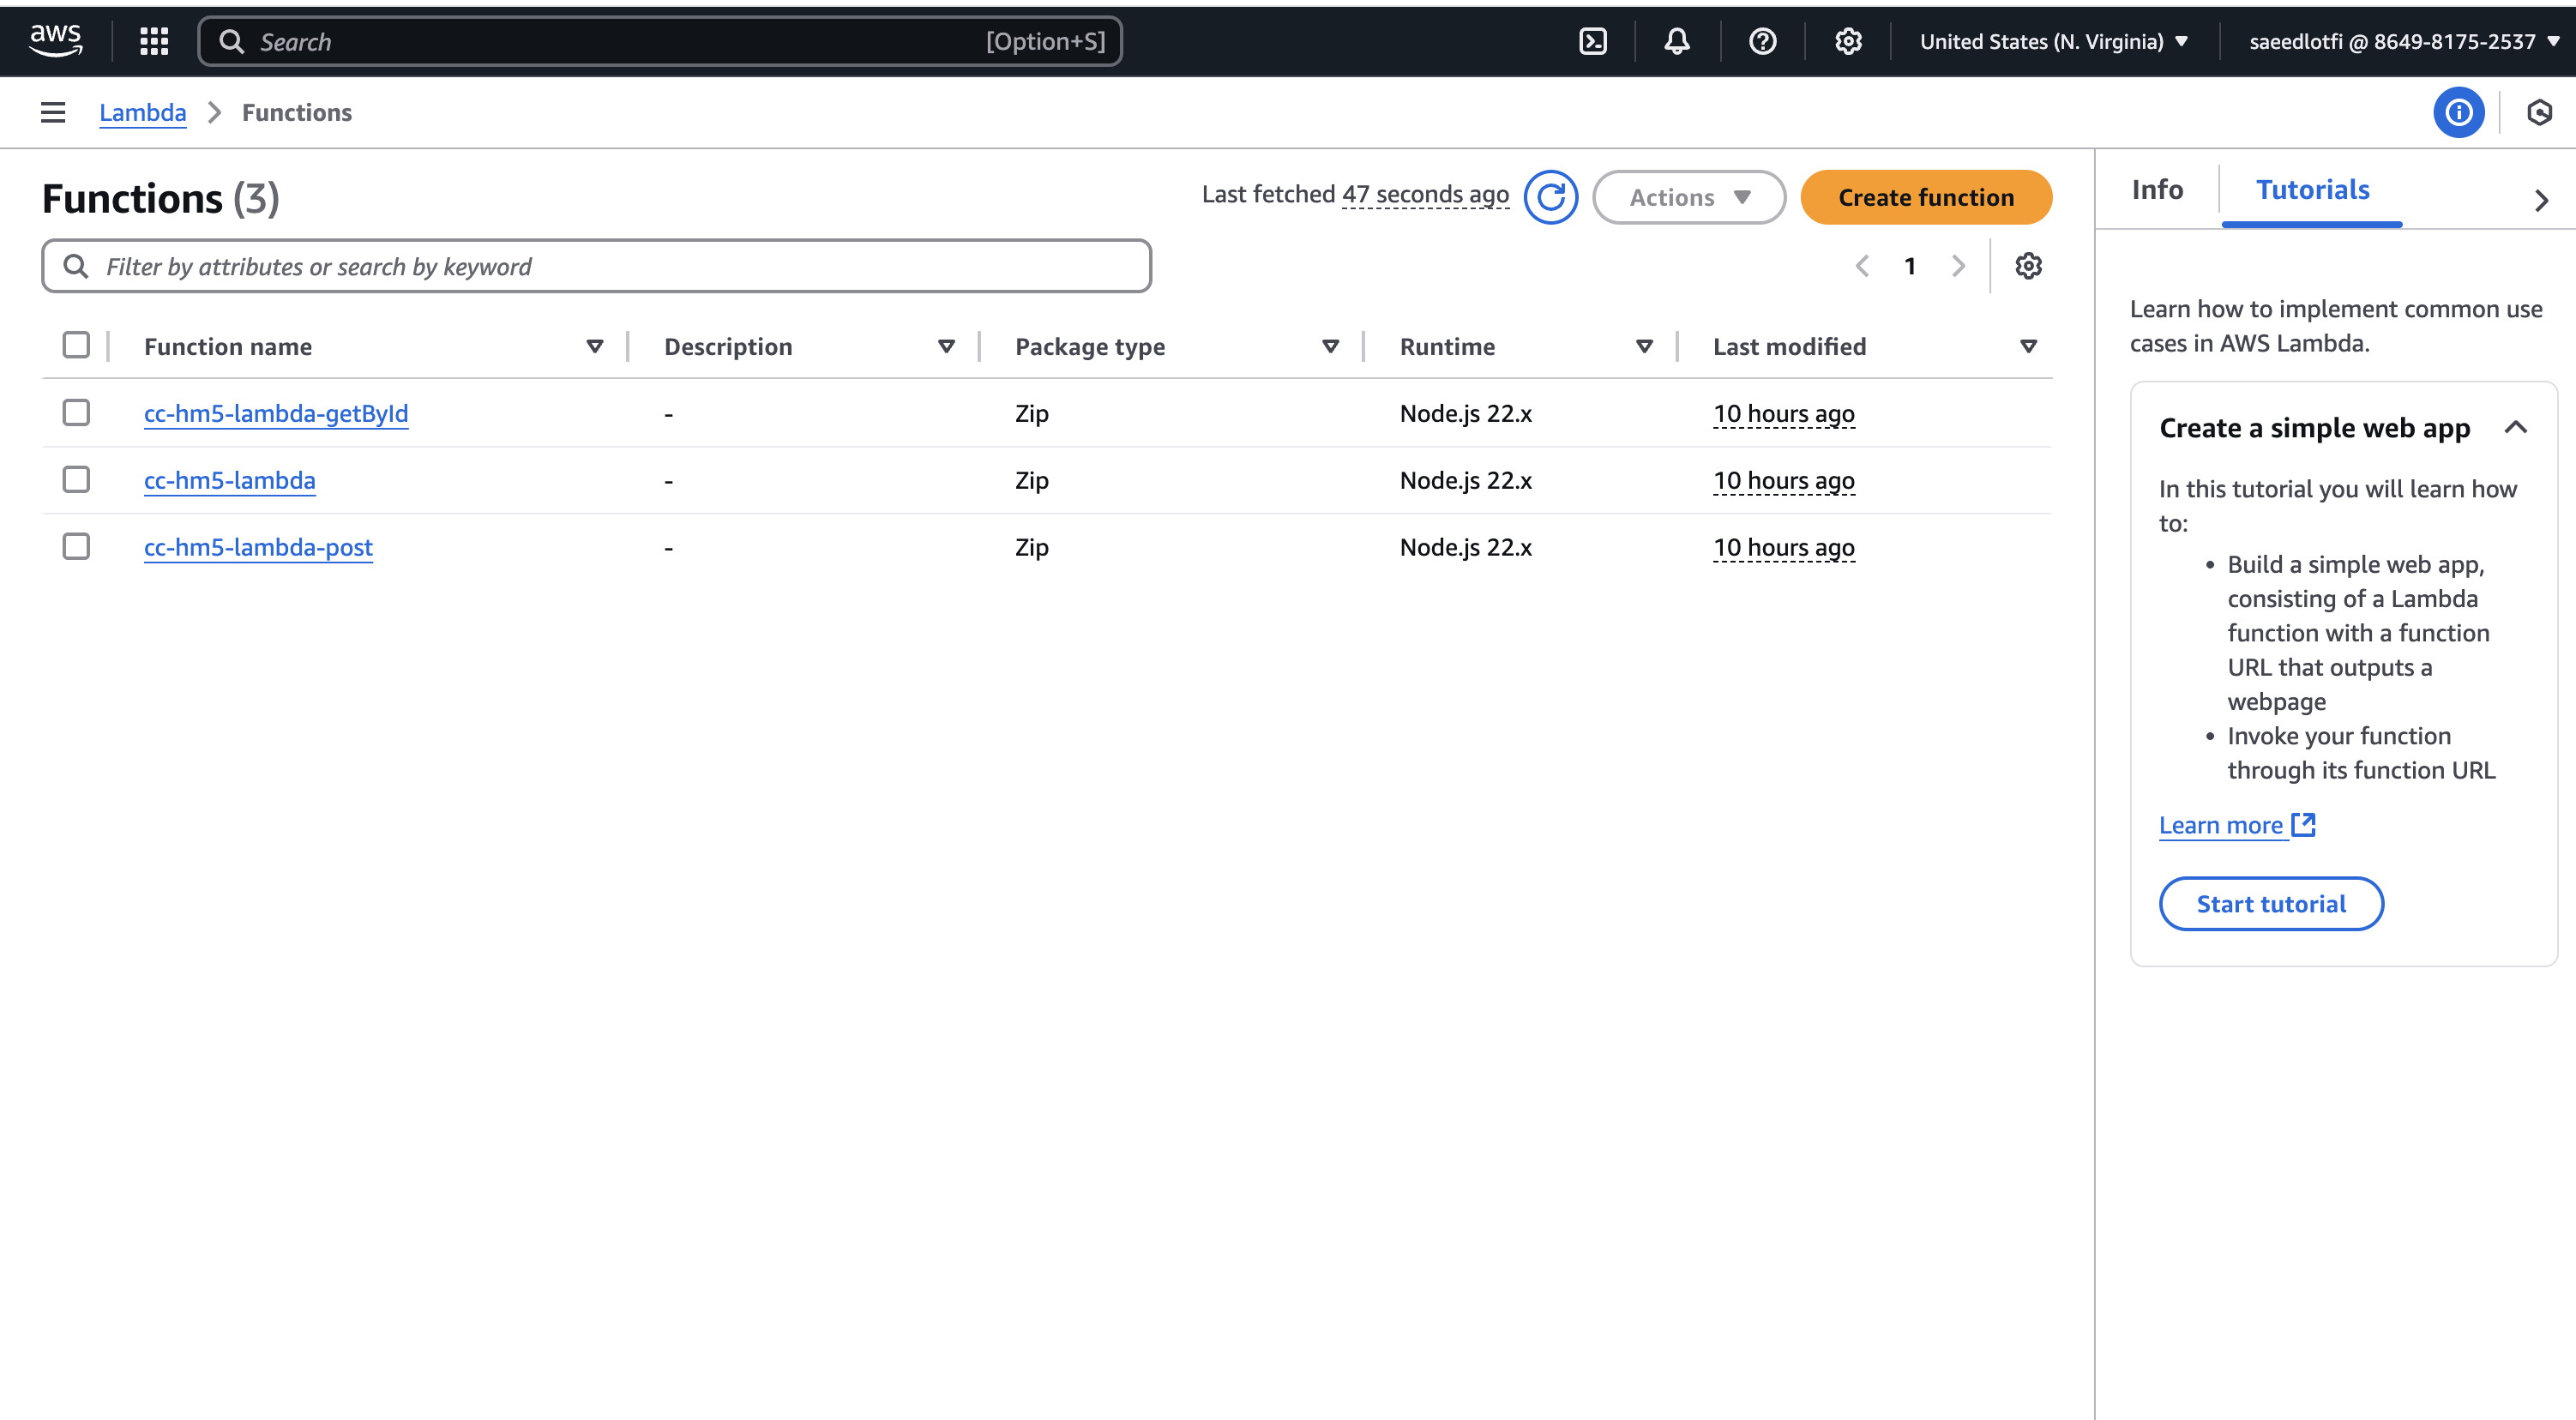 aws Search [Option+S] United States (N. Virginia) saeedlotfi @ 8649-8175-2537
Lambda Functions
Functions (3) Last fetched 47 seconds ago Actions Create function
Filter by attributes or search by keyword 1
Function name Description Package type Runtime Last modified
cc-hm5-lambda-getById - Zip Node.js 22.x 10 hours ago
cc-hm5-lambda - Zip Node.js 22.x 10 hours ago
cc-hm5-lambda-post - Zip Node.js 22.x 10 hours ago
Info Tutorials
Learn how to implement common use
cases in AWS Lambda.
Create a simple web app
In this tutorial you will learn how
to:
• Build a simple web app,
consisting of a Lambda
function with a function
URL that outputs a
webpage
• Invoke your function
through its function URL
Learn more
Start tutorial